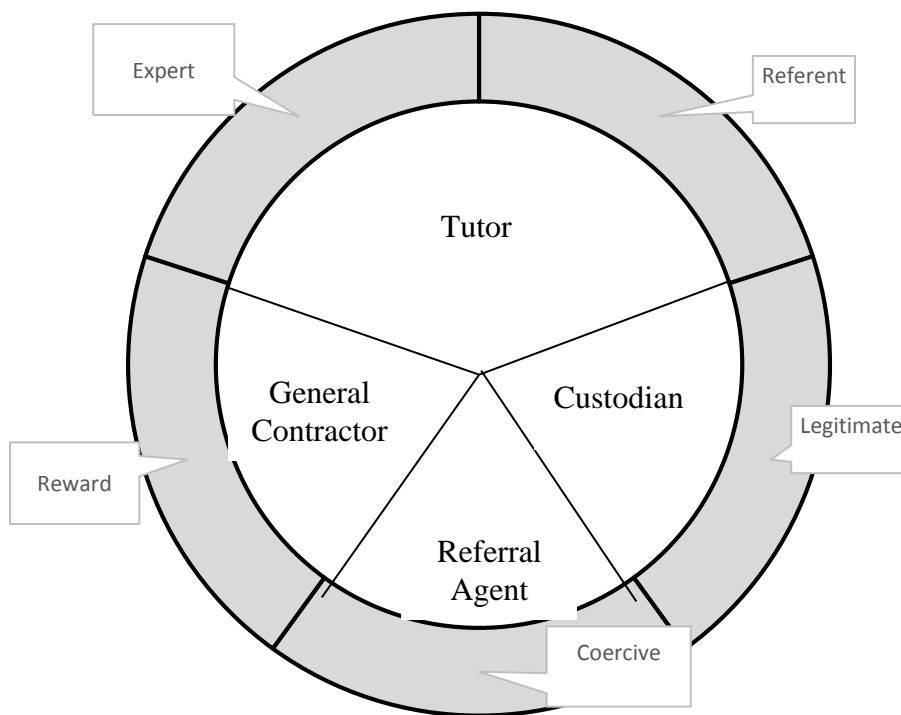 Expert
Referent
Tutor
General
Contractor
Custodian
Legitimate
Reward
Referral
Agent
Coercive